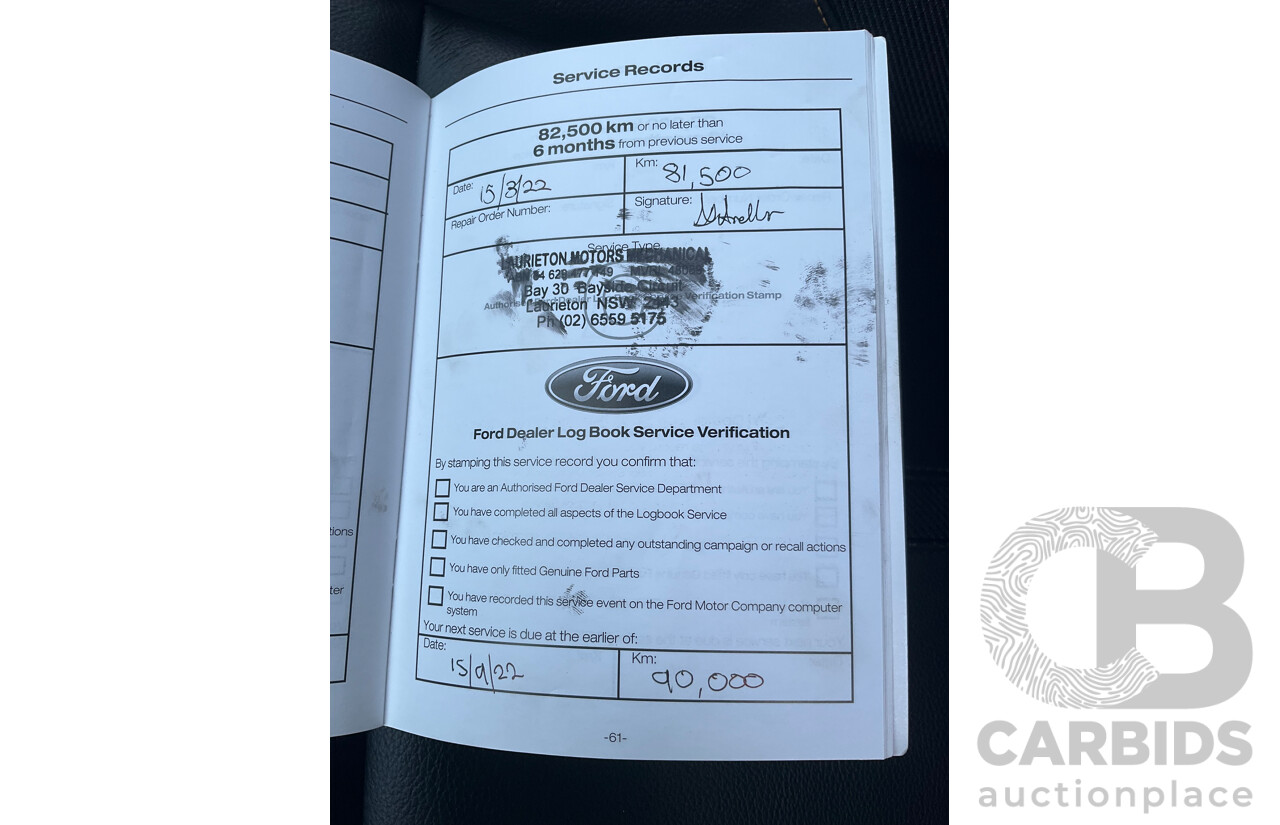 Service Records
82,500 km or no later than
6 months from previous service
Date: 15/3/22
Km: 81,500
Repair Order Number:
Signature:
Service Type
LAURIETON MOTORS MECHANICAL
Bay 30 Bayside Circuit
Verification Stamp
Laurieton NSW 2443
Ph (02) 6559 5175
Ford
Ford Dealer Log Book Service Verification
By stamping this service record you confirm that:
You are an Authorised Ford Dealer Service Department
You have completed all aspects of the Logbook Service
You have checked and completed any outstanding campaign or recall actions
You have only fitted Genuine Ford Parts
You have recorded this service event on the Ford Motor Company computer
system
Your next service is due at the earlier of:
Date: 15/9/22
Km: 90,000
-61-
tions
ter
CB
CARBIDS
auctionplace